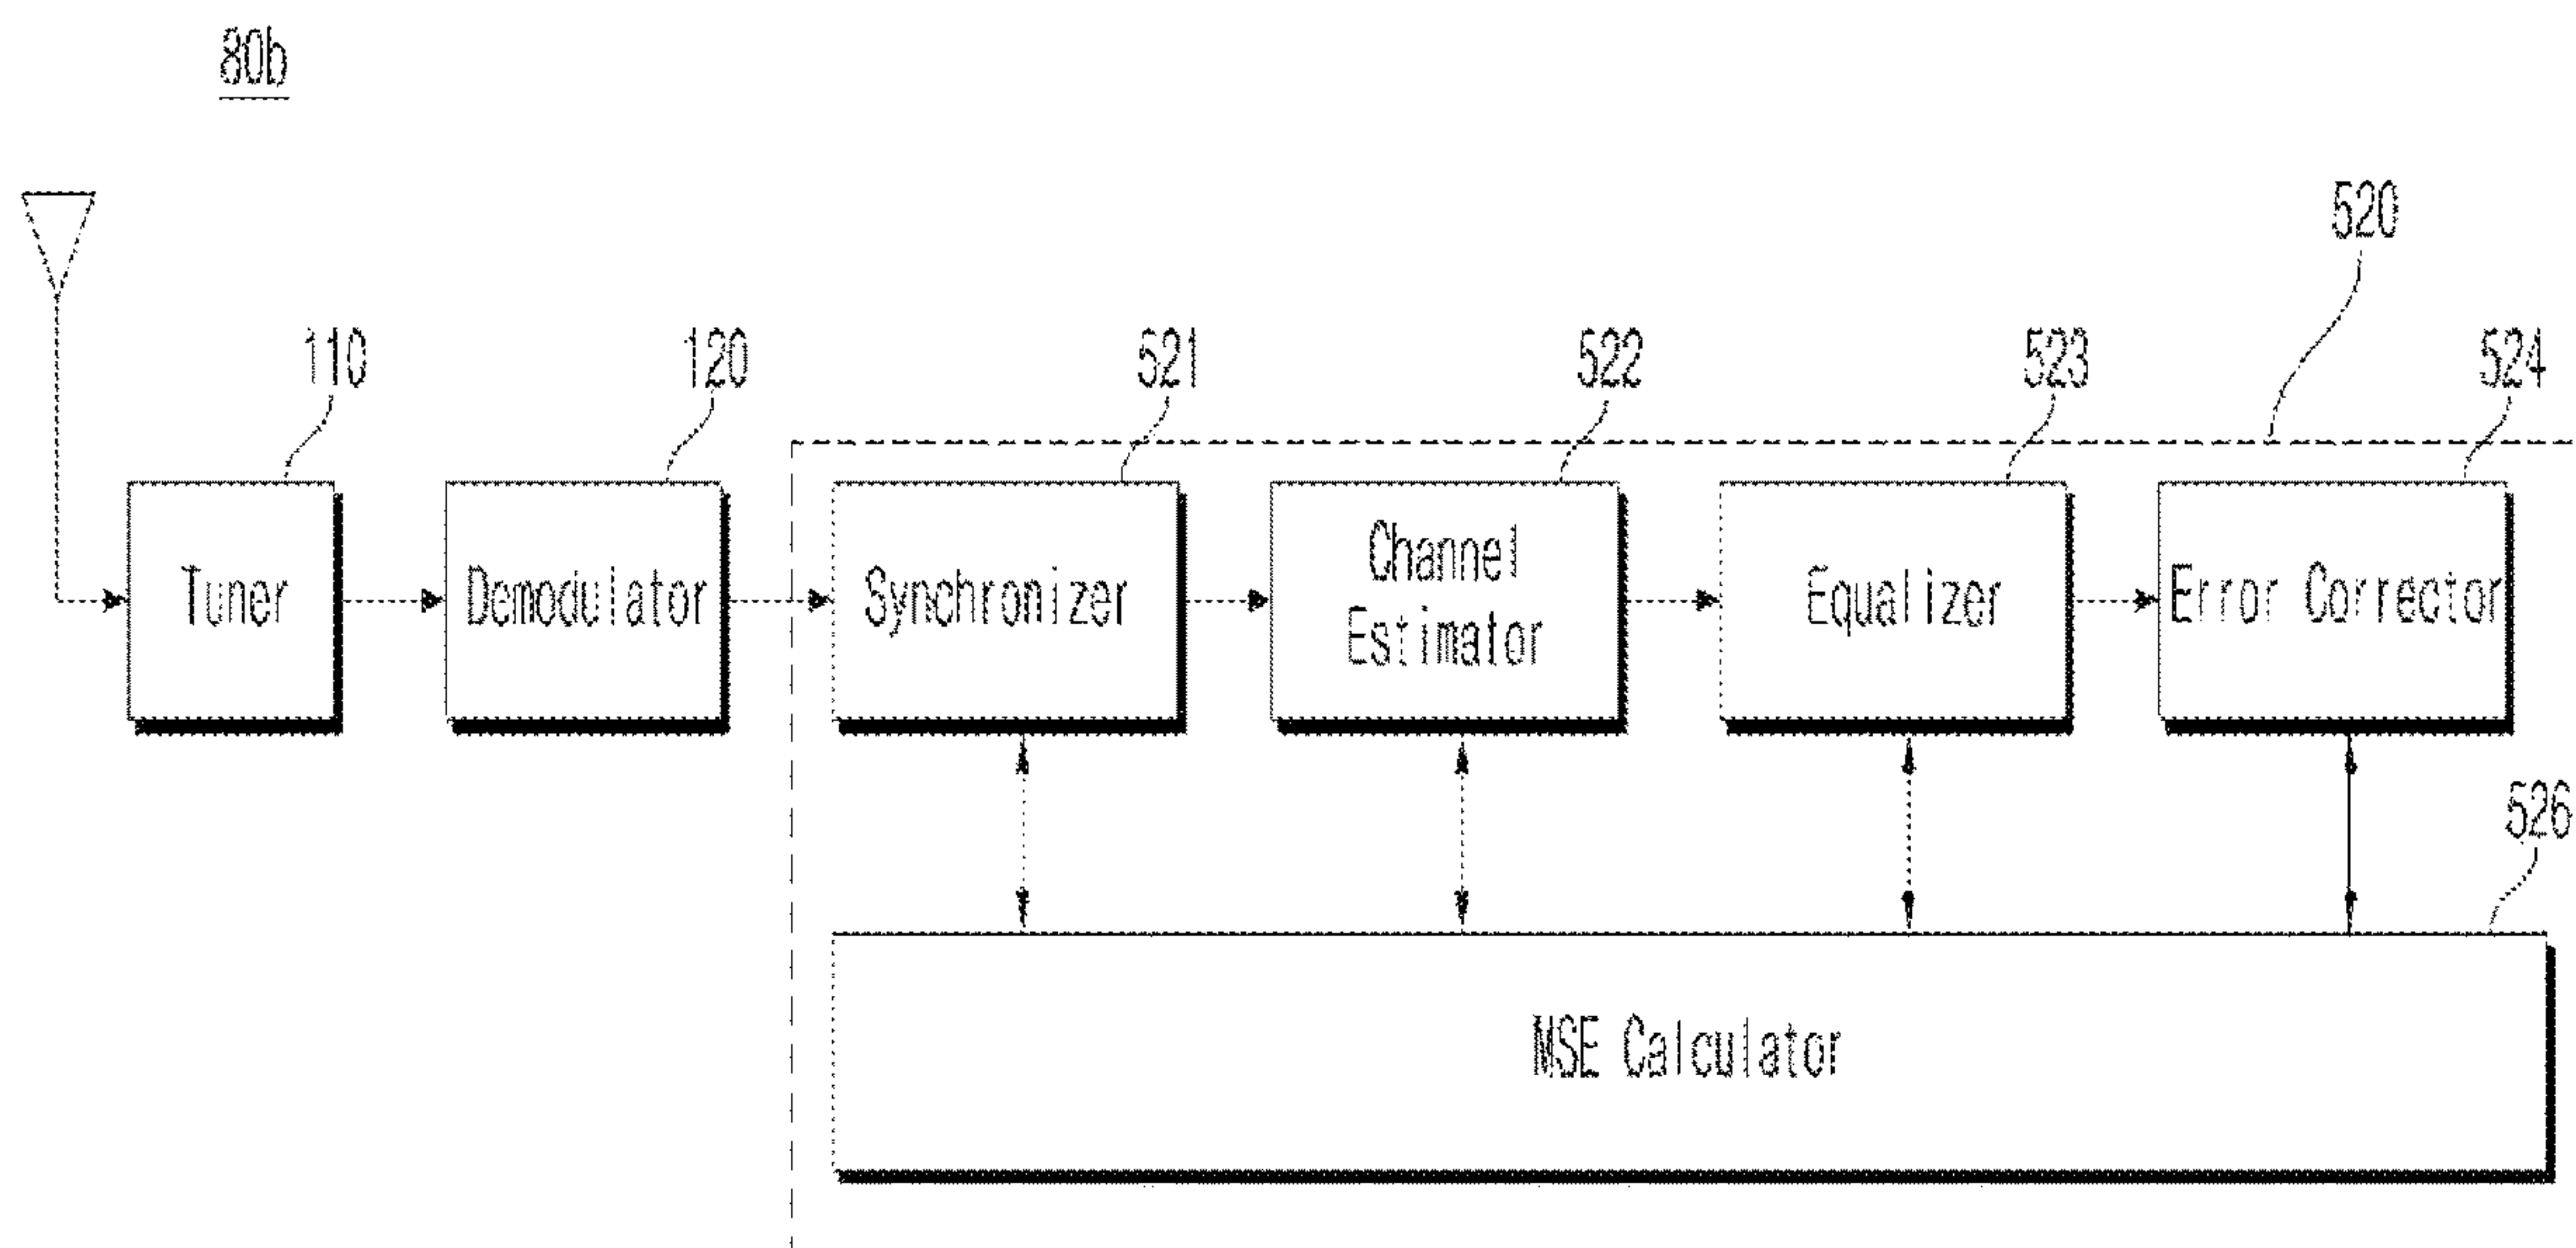 80b
520
110
120
521
522
523
524
Tuner
Demodulator
Synchronizer
Channel
Estimator
Equalizer
Error Corrector
526
MSE Calculator